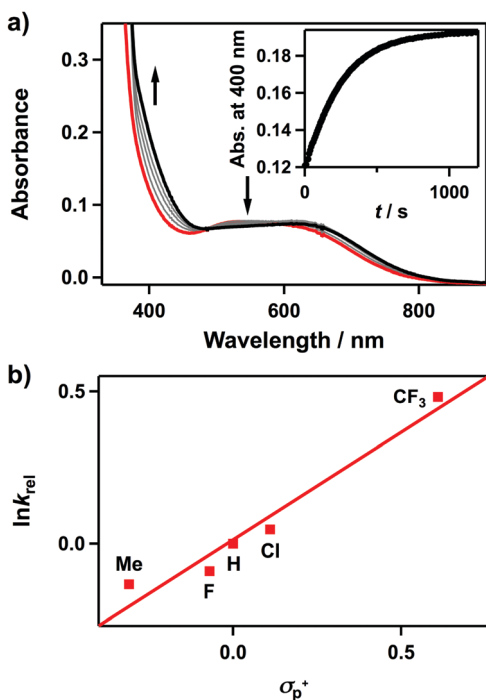 a)
Absorbance
0.3
0.2
0.1
0.0
400
600
800
Wavelength / nm
Abs. at 400 nm
0.18
0.16
0.14
0.12
0
1000
t / s
b)
lnk_rel
0.5
0.0
Me
F
H
Cl
CF₃
0.0
0.5
σp⁺